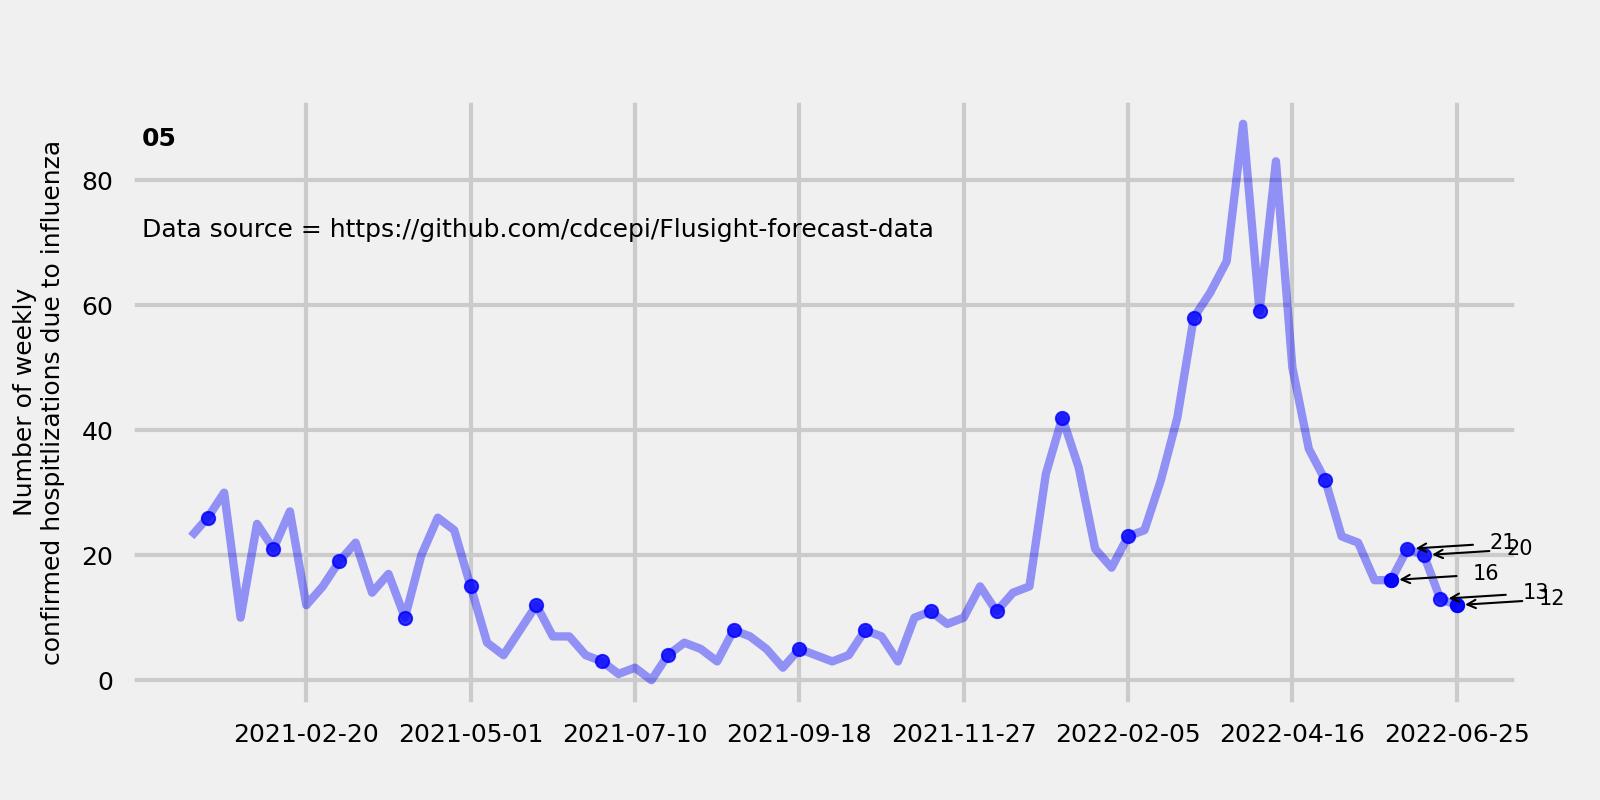 05
Data source = https://github.com/cdcepi/Flusight-forecast-data
Number of weekly
confirmed hospitlizations due to influenza
80
60
40
20
0
21
20
16
13
12
2021-02-20 2021-05-01 2021-07-10 2021-09-18 2021-11-27 2022-02-05 2022-04-16 2022-06-25